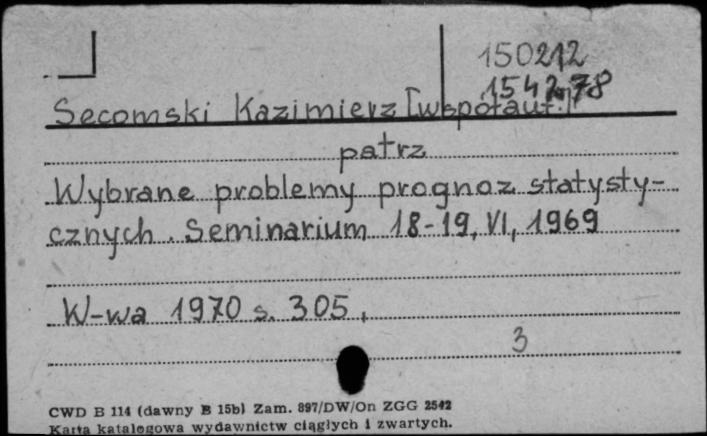 150212
154278
Secomski Kazimierz [współaut.]
patrz
Wybrane problemy prognoz statysty-
cznych. Seminarium 18-19, VI, 1969
W-wa 1970 s. 305,
3
CWD B 114 (dawny B 15b) Zam. 897/DW/On ZGG 2542
Karta katalogowa wydawnictw ciągłych i zwartych.